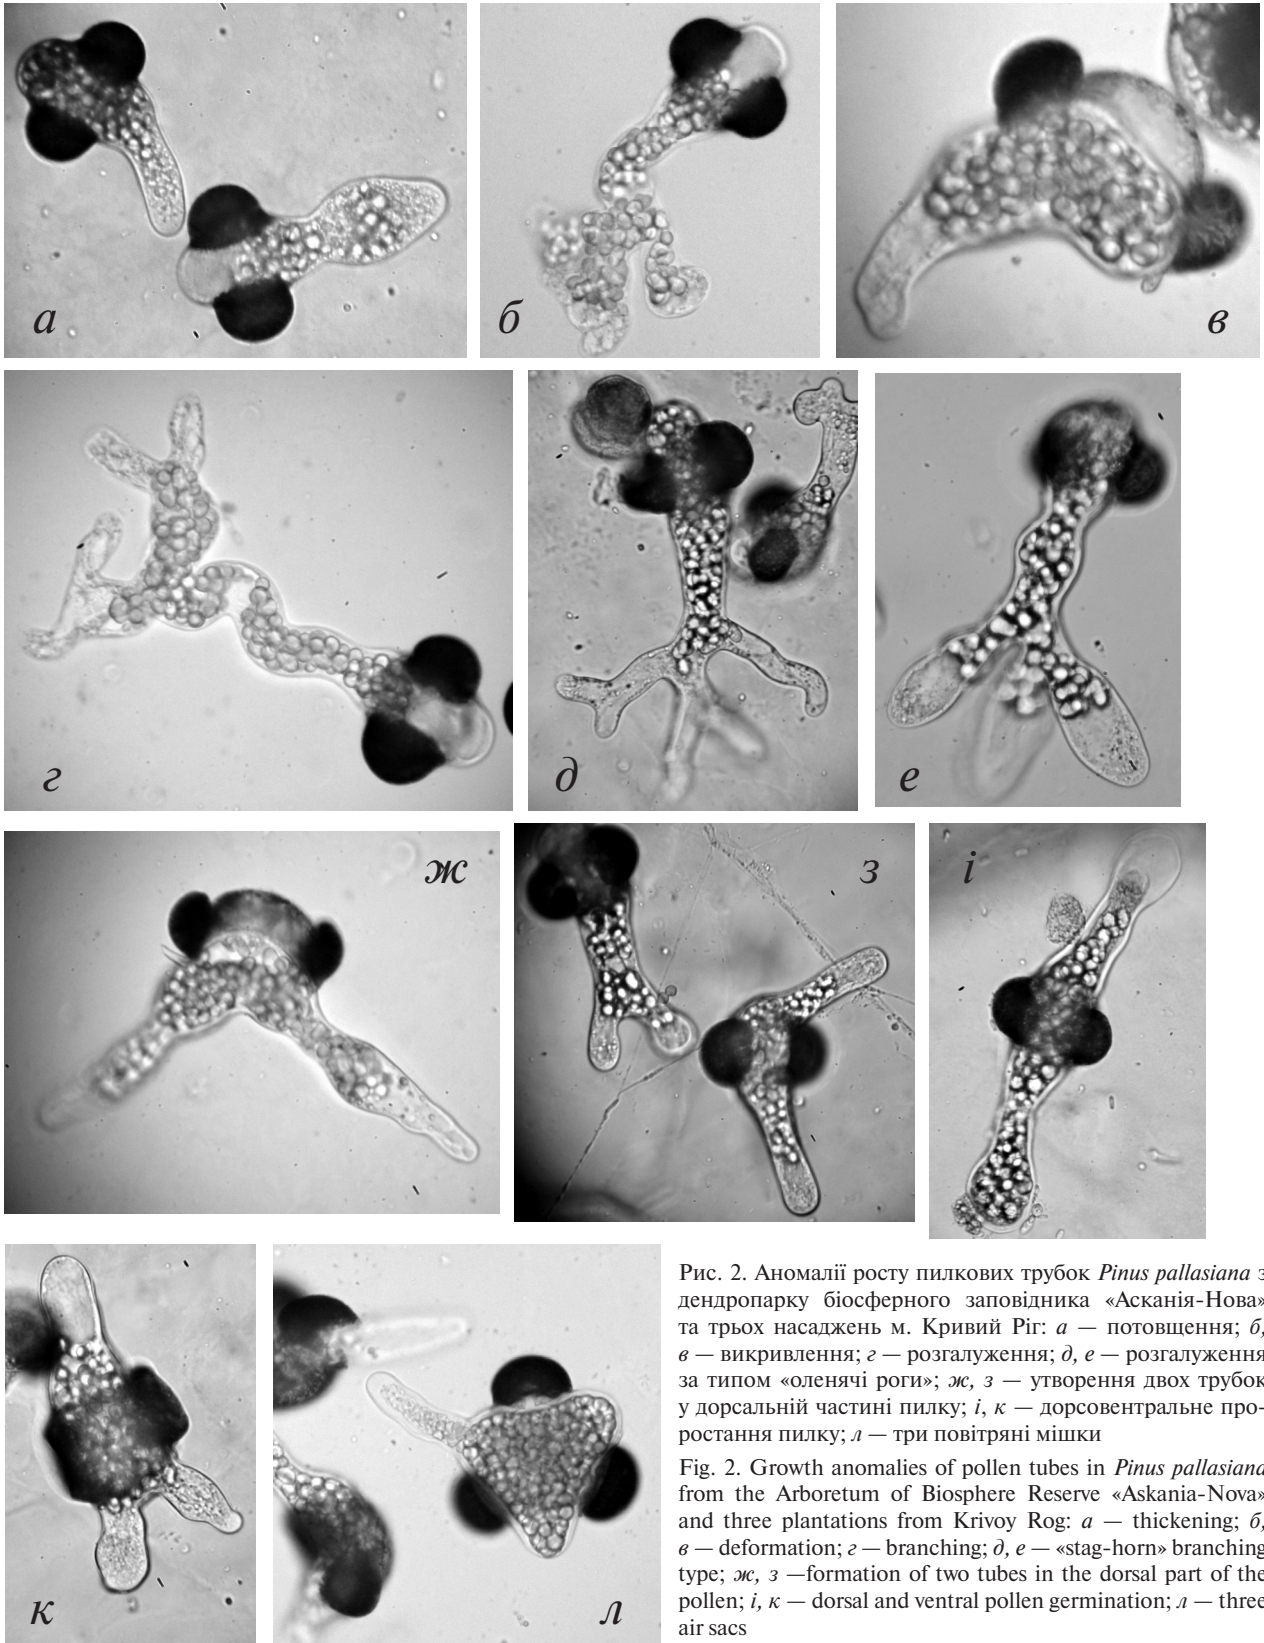 а
б
в
г
д
е
ж
з
і
к
л
Рис. 2. Аномалії росту пилкових трубок Pinus pallasiana з
дендропарку біосферного заповідника «Асканія-Нова»
та трьох насаджень м. Кривий Ріг: а — потовщення; б,
в — викривлення; г — розгалуження; д, е — розгалуження
за типом «оленячі роги»; ж, з — утворення двох трубок
у дорсальній частині пилку; і, к — дорсовентральне про-
ростання пилку; л — три повітряні мішки
Fig. 2. Growth anomalies of pollen tubes in Pinus pallasiana
from the Arboretum of Biosphere Reserve «Askania-Nova»
and three plantations from Krivoy Rog: а — thickening; б,
в — deformation; г — branching; д, е — «stag-horn» branching
type; ж, з —formation of two tubes in the dorsal part of the
pollen; і, к — dorsal and ventral pollen germination; л — three
air sacs